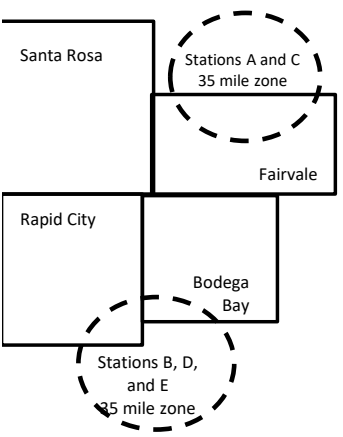 Santa Rosa
Stations A and C
35 mile zone
Fairvale
Rapid City
Bodega
Bay
Stations B, D,
and E
35 mile zone